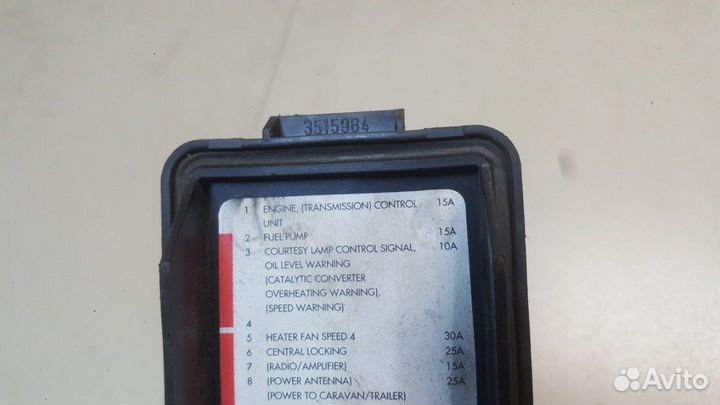 3515984
1 ENGINE, (TRANSMISSION) CONTROL 15A
UNIT
2 FUEL PUMP 15A
3 COURTESY LAMP CONTROL SIGNAL, 10A
OIL LEVEL WARNING
(CATALYTIC CONVERTER
OVERHEATING WARNING),
(SPEED WARNING)
4
5 HEATER FAN SPEED 4 30A
6 CENTRAL LOCKING 25A
7 (RADIO/AMPLIFIER) 15A
8 (POWER ANTENNA) 25A
(POWER TO CARAVAN/TRAILER)
Avito